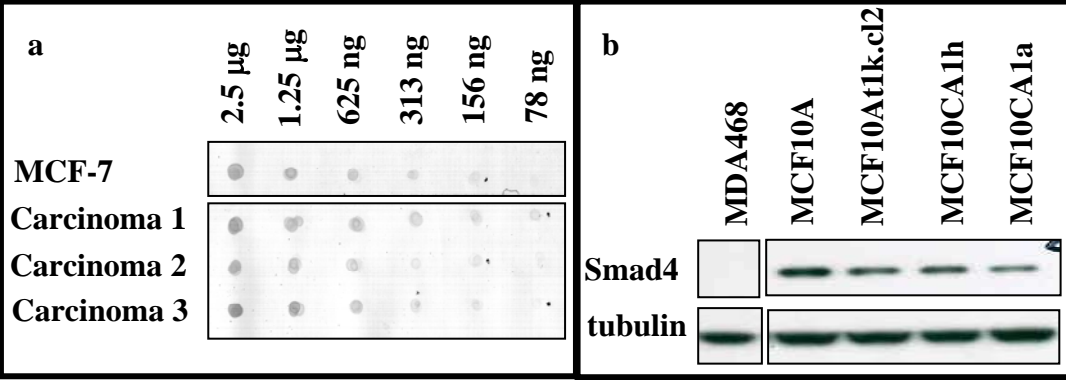 a
2.5 µg
1.25 µg
625 ng
313 ng
156 ng
78 ng
MCF-7
Carcinoma 1
Carcinoma 2
Carcinoma 3
b
MDA468
MCF10A
MCF10At1k.cl2
MCF10CA1h
MCF10CA1a
Smad4
tubulin